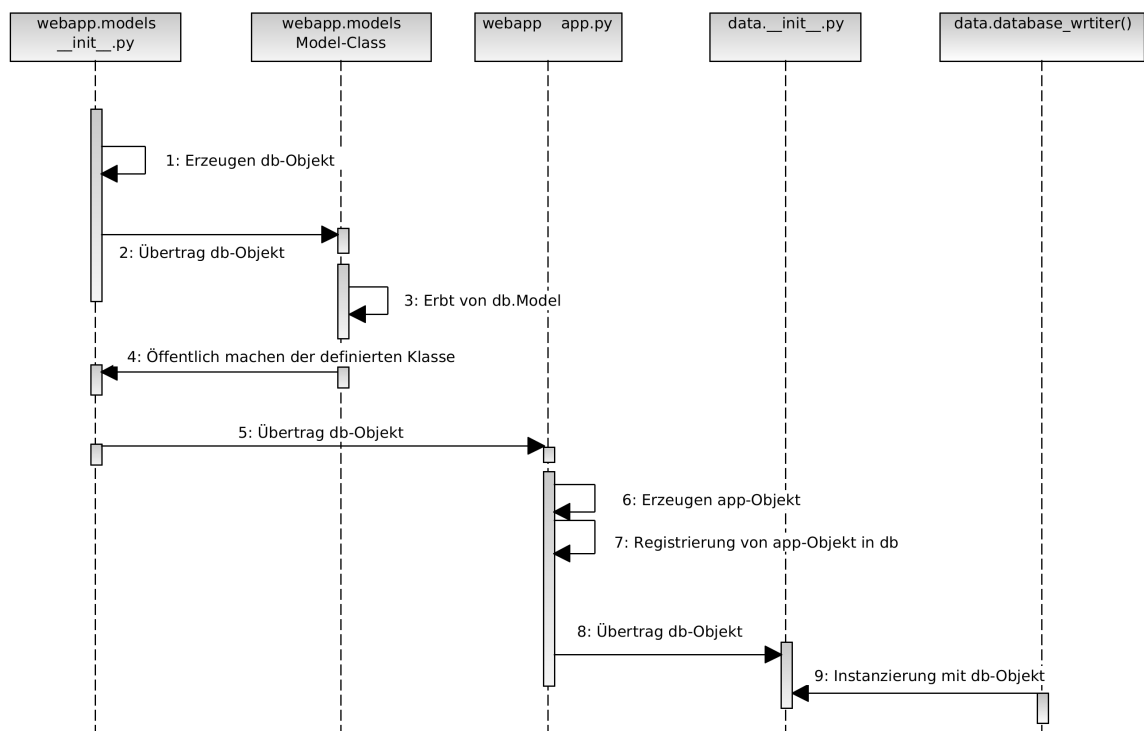 webapp.models
__init__.py
webapp.models
Model-Class
webapp    app.py
data.__init__.py
data.database_wrtiter()
1: Erzeugen db-Objekt
2: Übertrag db-Objekt
3: Erbt von db.Model
4: Öffentlich machen der definierten Klasse
5: Übertrag db-Objekt
6: Erzeugen app-Objekt
7: Registrierung von app-Objekt in db
8: Übertrag db-Objekt
9: Instanzierung mit db-Objekt